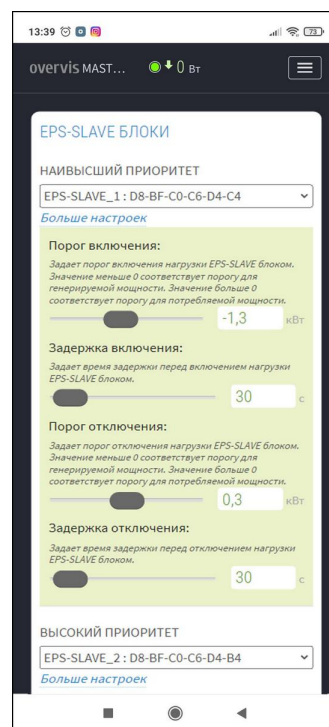 13:39
73
overvis MAST... 0 Вт
EPS-SLAVE БЛОКИ
НАИВЫСШИЙ ПРИОРИТЕТ
EPS-SLAVE_1 : D8-BF-C0-C6-D4-C4
Больше настроек
Порог включения:
Задает порог включения нагрузки EPS-SLAVE блоком.
Значение меньше 0 соответствует порогу для
генерируемой мощности. Значение больше 0
соответствует порогу для потребляемой мощности.
-1,3 кВт
Задержка включения:
Задает время задержки перед включением нагрузки
EPS-SLAVE блоком.
30 с
Порог отключения:
Задает порог отключения нагрузки EPS-SLAVE блоком.
Значение меньше 0 соответствует порогу для
генерируемой мощности. Значение больше 0
соответствует порогу для потребляемой мощности.
0,3 кВт
Задержка отключения:
Задает время задержки перед отключением нагрузки
EPS-SLAVE блоком.
30 с
ВЫСОКИЙ ПРИОРИТЕТ
EPS-SLAVE_2 : D8-BF-C0-C6-D4-B4
Больше настроек